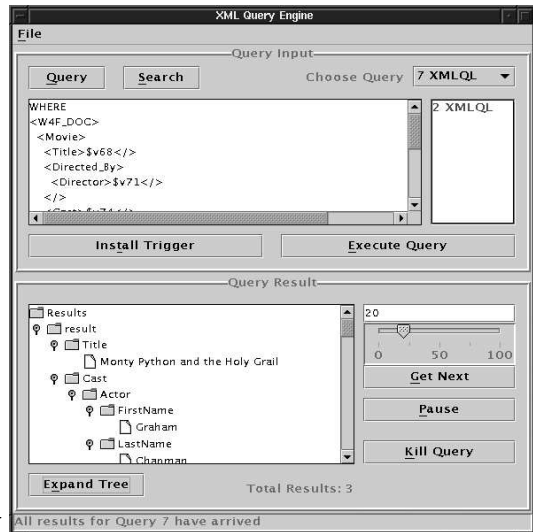 XML Query Engine
File
Query Input
Query Search Choose Query 7 XMLQL
WHERE
<W4F_DOC>
<Movie>
<Title>$v68</>
<Directed_By>
<Director>$v71</>
</>
<Cast>$v74</>
2 XMLQL
Install Trigger Execute Query
Query Result
Results
result
Title
Monty Python and the Holy Grail
Cast
Actor
FirstName
Graham
LastName
Chapman
20
0 50 100
Get Next
Pause
Kill Query
Expand Tree Total Results: 3
All results for Query 7 have arrived